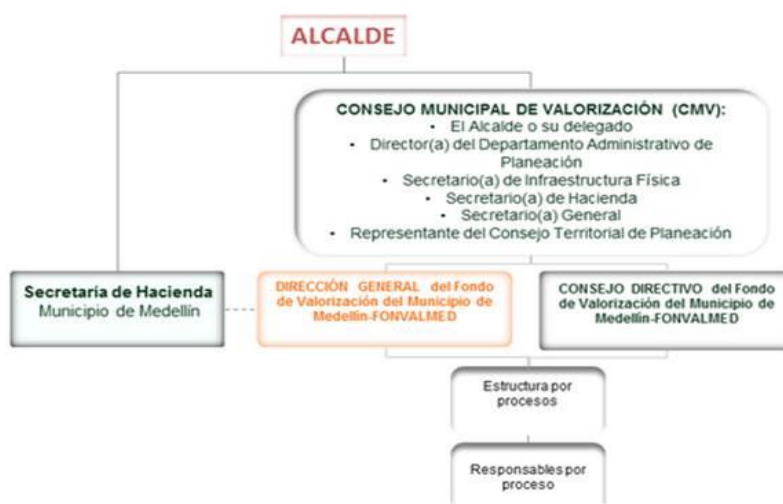 ALCALDE
CONSEJO MUNICIPAL DE VALORIZACIÓN (CMV):
• El Alcalde o su delegado
• Director(a) del Departamento Administrativo de
Planeación
• Secretario(a) de Infraestructura Física
• Secretario(a) de Hacienda
• Secretario(a) General
• Representante del Consejo Territorial de Planeación
Secretaría de Hacienda
Municipio de Medellín
DIRECCIÓN GENERAL del Fondo
de Valorización del Municipio de
Medellín-FONVALMED
CONSEJO DIRECTIVO del Fondo
de Valorización del Municipio de
Medellín-FONVALMED
Estructura por
procesos
Responsables por
proceso